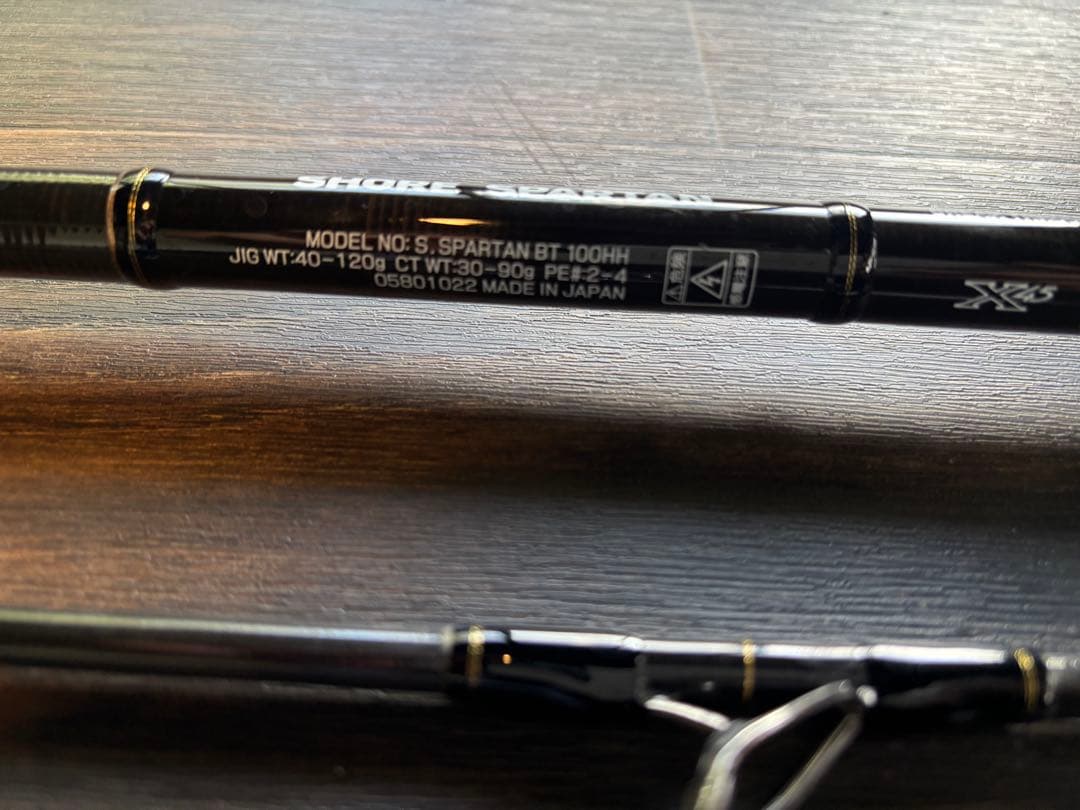 SHORE SPARTAN
MODEL NO: S. SPARTAN BT 100HH
JIG WT:40-120g CT WT:30-90g PE#:2-4
05801022 MADE IN JAPAN
X45